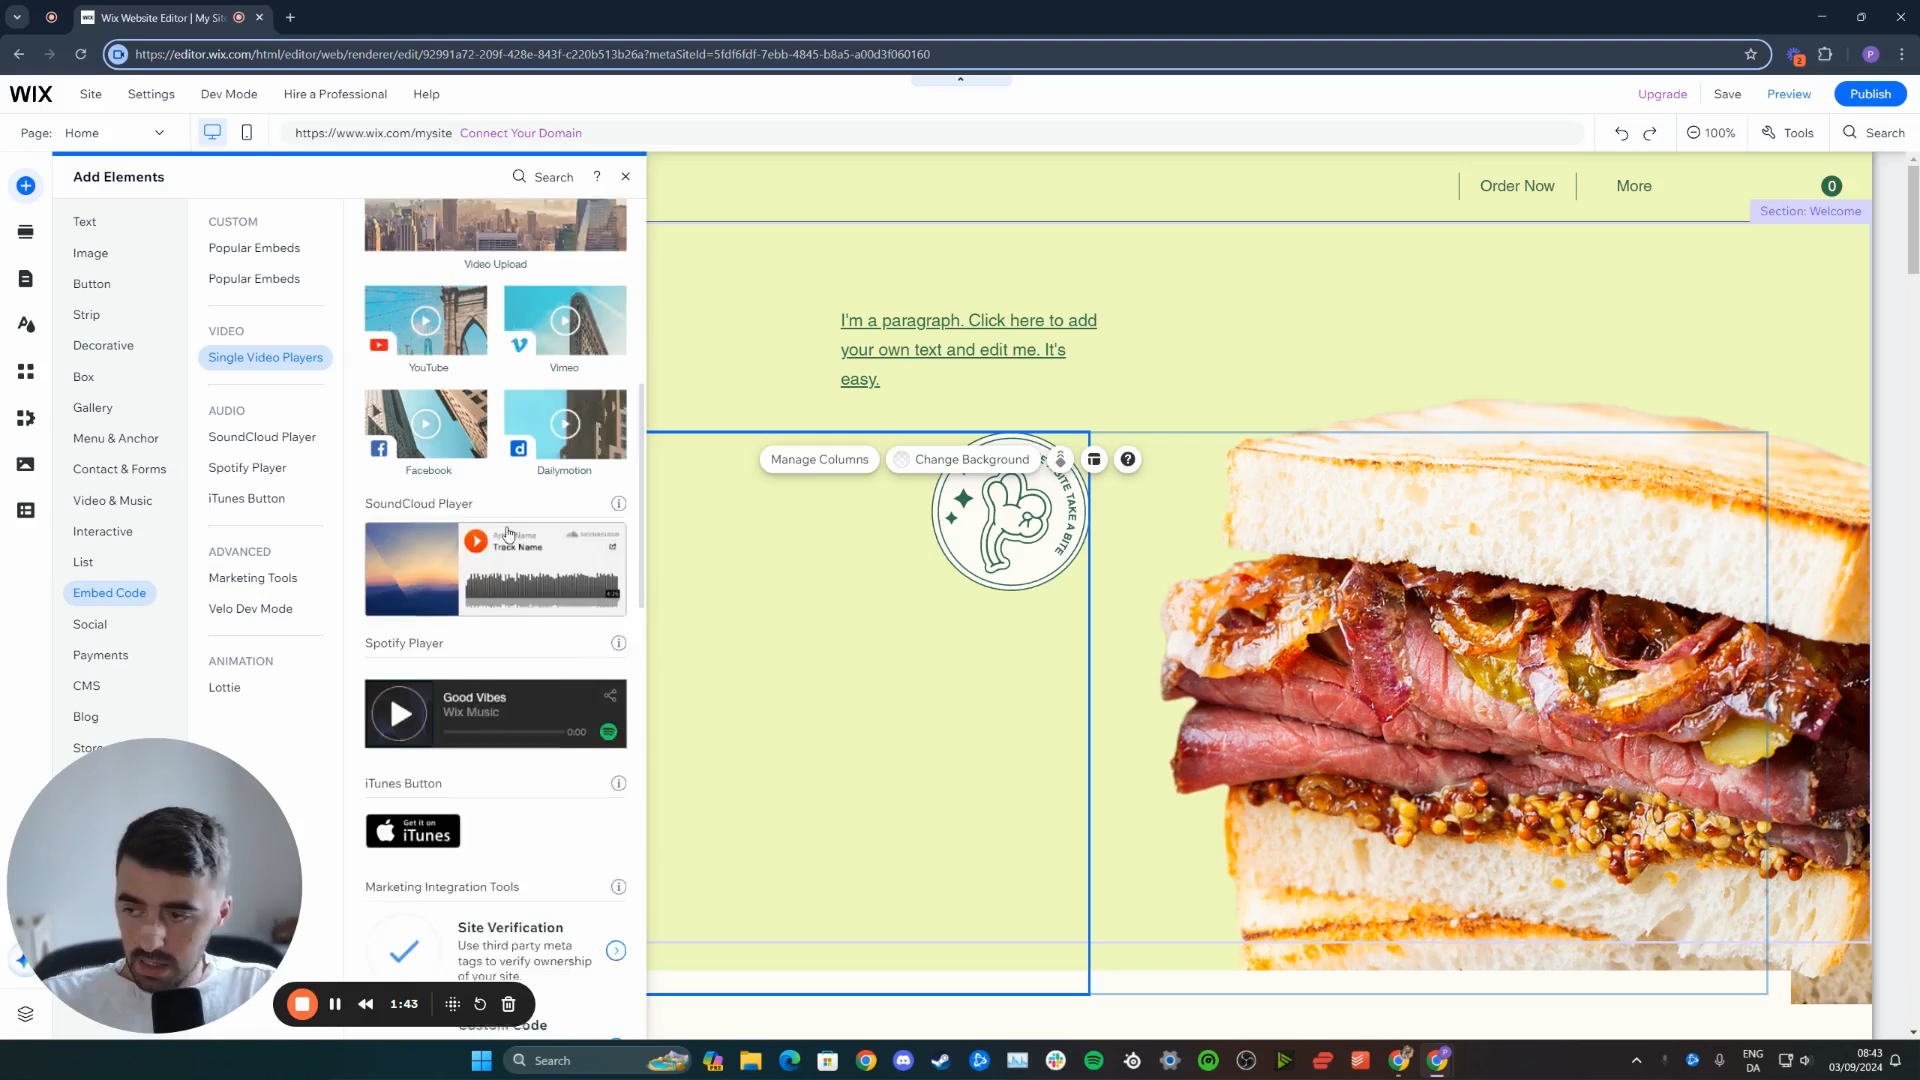 Wix Website Editor | My Sit
https://editor.wix.com/html/editor/web/renderer/edit/92991a72-209f-428e-843f-c220b513b26a?metaSiteId=5fdf6fdf-7ebb-4845-b8a5-a00d3f060160
2
P
WIX
Site
Settings
Dev Mode
Hire a Professional
Help
Upgrade
Save
Preview
Publish
Page: Home
https://www.wix.com/mysite Connect Your Domain
100%
Tools
Search
Add Elements
Search
?
Text
Image
Button
Strip
Decorative
Box
Gallery
Menu & Anchor
Contact & Forms
Video & Music
Interactive
List
Embed Code
Social
Payments
CMS
Blog
Store
CUSTOM
Popular Embeds
Popular Embeds
VIDEO
Single Video Players
AUDIO
SoundCloud Player
Spotify Player
iTunes Button
ADVANCED
Marketing Tools
Velo Dev Mode
ANIMATION
Lottie
Video Upload
YouTube
Vimeo
Facebook
Dailymotion
SoundCloud Player
Track Name
Spotify Player
Good Vibes
Wix Music
0:00
iTunes Button
Get it on
iTunes
Marketing Integration Tools
Site Verification
Use third party meta
tags to verify ownership
of your site.
Custom Code
1:43
Order Now
More
0
Section: Welcome
I'm a paragraph. Click here to add
your own text and edit me. It's
easy.
Manage Columns
Change Background
?
BITE TAKE A BITE
Search
ENG
DA
08:43
03/09/2024